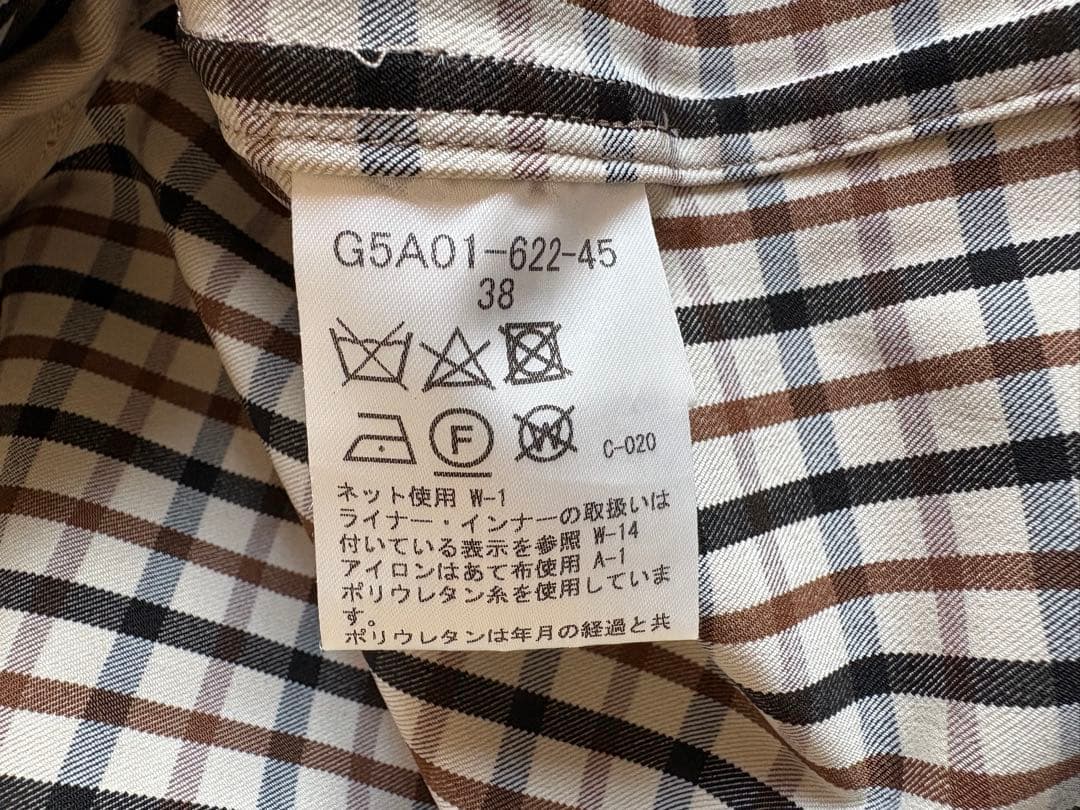 G5A01-622-45
38
F
W
C-020
ネット使用 W-1
ライナー・インナーの取扱いは
付いている表示を参照 W-14
アイロンはあて布使用 A-1
ポリウレタン糸を使用していま
す。
ポリウレタンは年月の経過と共